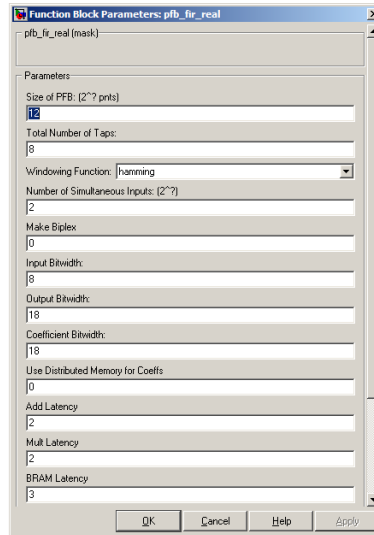 Function Block Parameters: pfb_fir_real
pfb_fir_real (mask)
Parameters
Size of PFB: (2^? pnts)
12
Total Number of Taps:
8
Windowing Function: hamming
Number of Simultaneous Inputs: (2^?)
2
Make Biplex
0
Input Bitwidth:
8
Output Bitwidth:
18
Coefficient Bitwidth:
18
Use Distributed Memory for Coeffs
0
Add Latency
2
Mult Latency
2
BRAM Latency
3
OK Cancel Help Apply